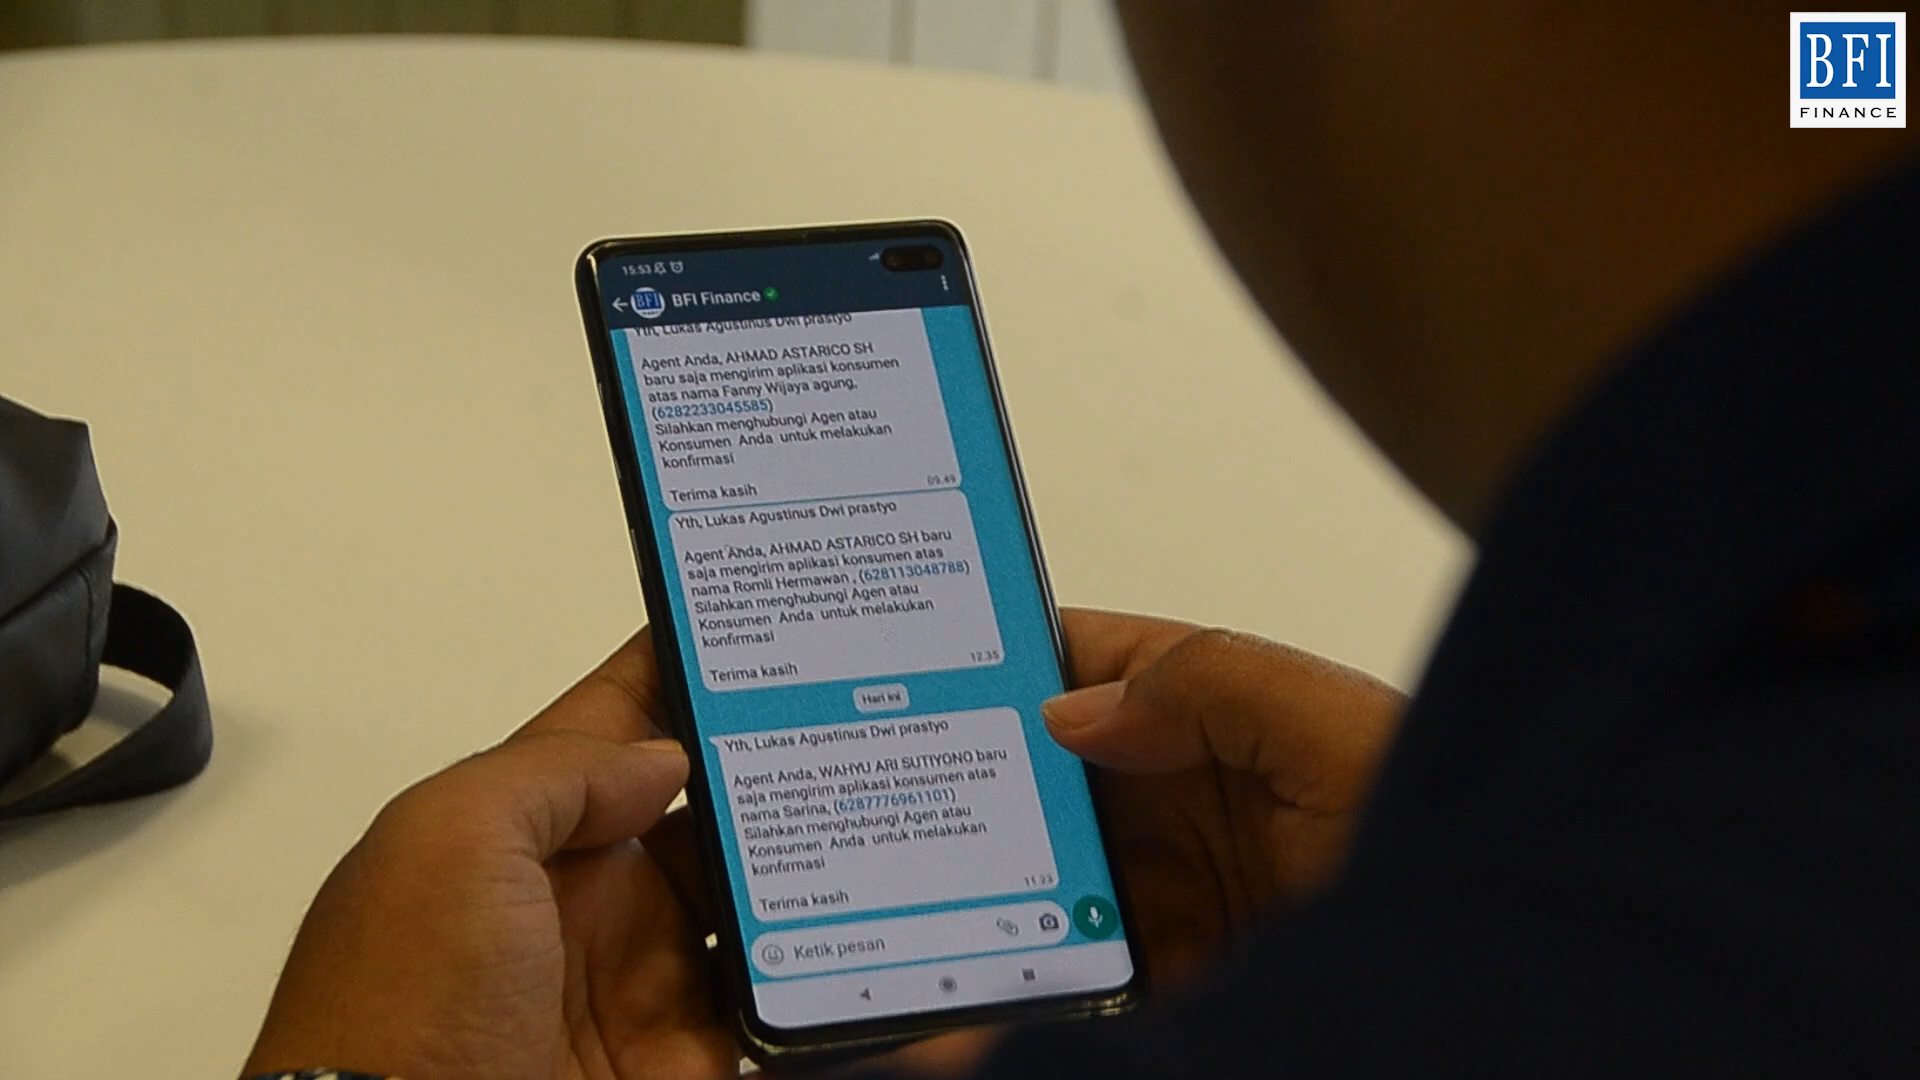 BFI
FINANCE
15:53
BFI
BFI Finance
Yth, Lukas Agustinus Dwi prastyo
Agent Anda, AHMAD ASTARICO SH
baru saja mengirim aplikasi konsumen
atas nama Fanny Wijaya agung,
(6282233045585)
Silahkan menghubungi Agen atau
Konsumen Anda untuk melakukan
konfirmasi
Terima kasih
09.49
Yth, Lukas Agustinus Dwi prastyo
Agent Anda, AHMAD ASTARICO SH baru
saja mengirim aplikasi konsumen atas
nama Romli Hermawan , (628113048788)
Silahkan menghubungi Agen atau
Konsumen Anda untuk melakukan
konfirmasi
Terima kasih
12.35
Hari ini
Yth, Lukas Agustinus Dwi prastyo
Agent Anda, WAHYU ARI SUTIYONO baru
saja mengirim aplikasi konsumen atas
nama Sarina, (6287776961101)
Silahkan menghubungi Agen atau
Konsumen Anda untuk melakukan
konfirmasi
Terima kasih
11.23
Ketik pesan